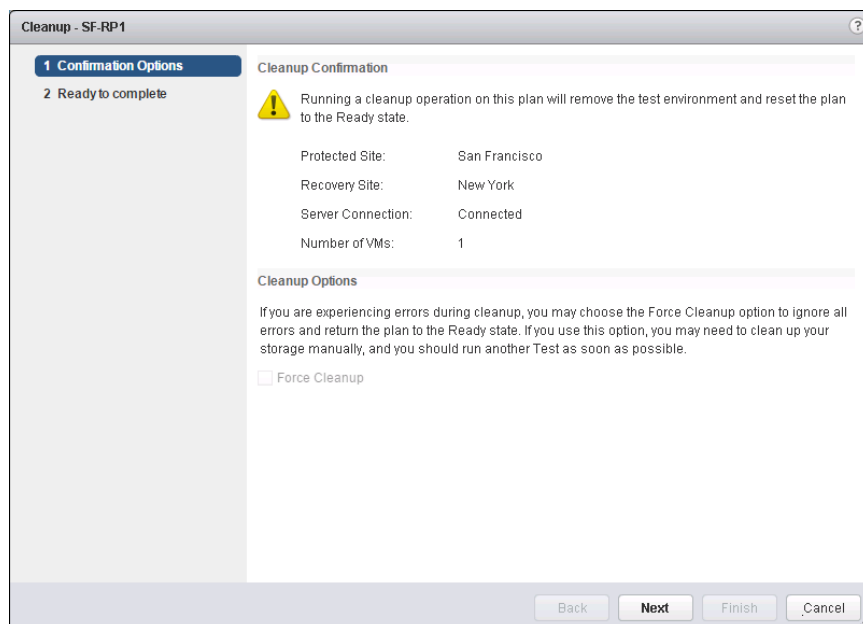 Cleanup - SF-RP1
?
1 Confirmation Options
2 Ready to complete
Cleanup Confirmation
Running a cleanup operation on this plan will remove the test environment and reset the plan
to the Ready state.
Protected Site: San Francisco
Recovery Site: New York
Server Connection: Connected
Number of VMs: 1
Cleanup Options
If you are experiencing errors during cleanup, you may choose the Force Cleanup option to ignore all
errors and return the plan to the Ready state. If you use this option, you may need to clean up your
storage manually, and you should run another Test as soon as possible.
Force Cleanup
Back Next Finish Cancel